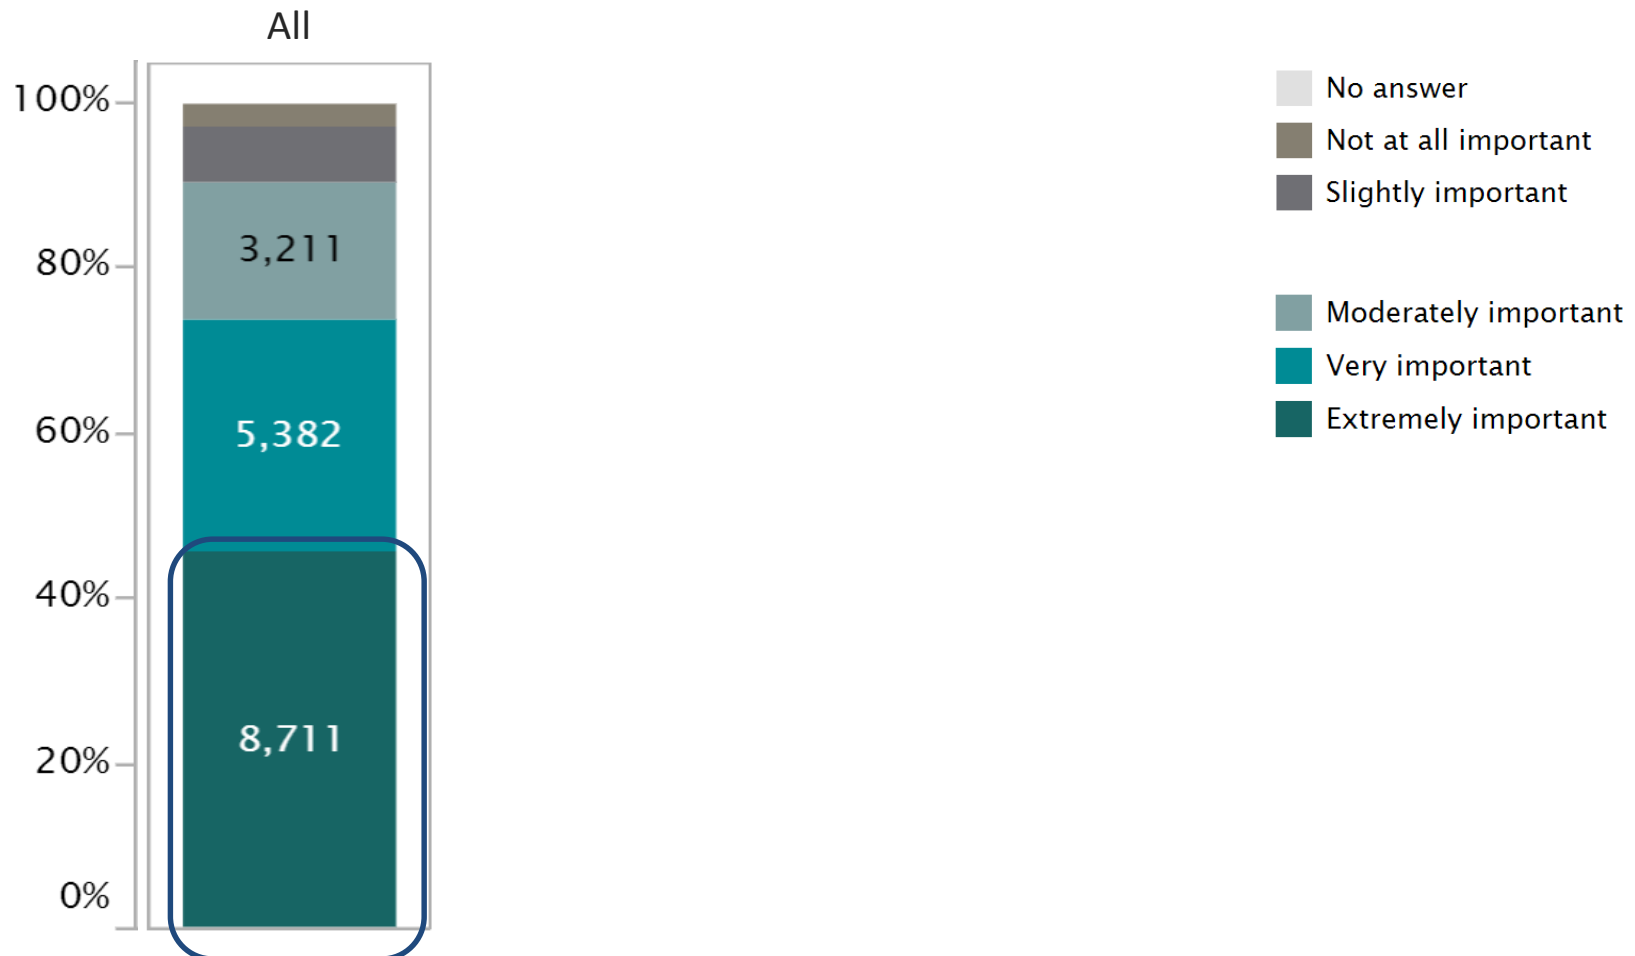 All
100%
80%
60%
40%
20%
0%
3,211
5,382
8,711
No answer
Not at all important
Slightly important
Moderately important
Very important
Extremely important